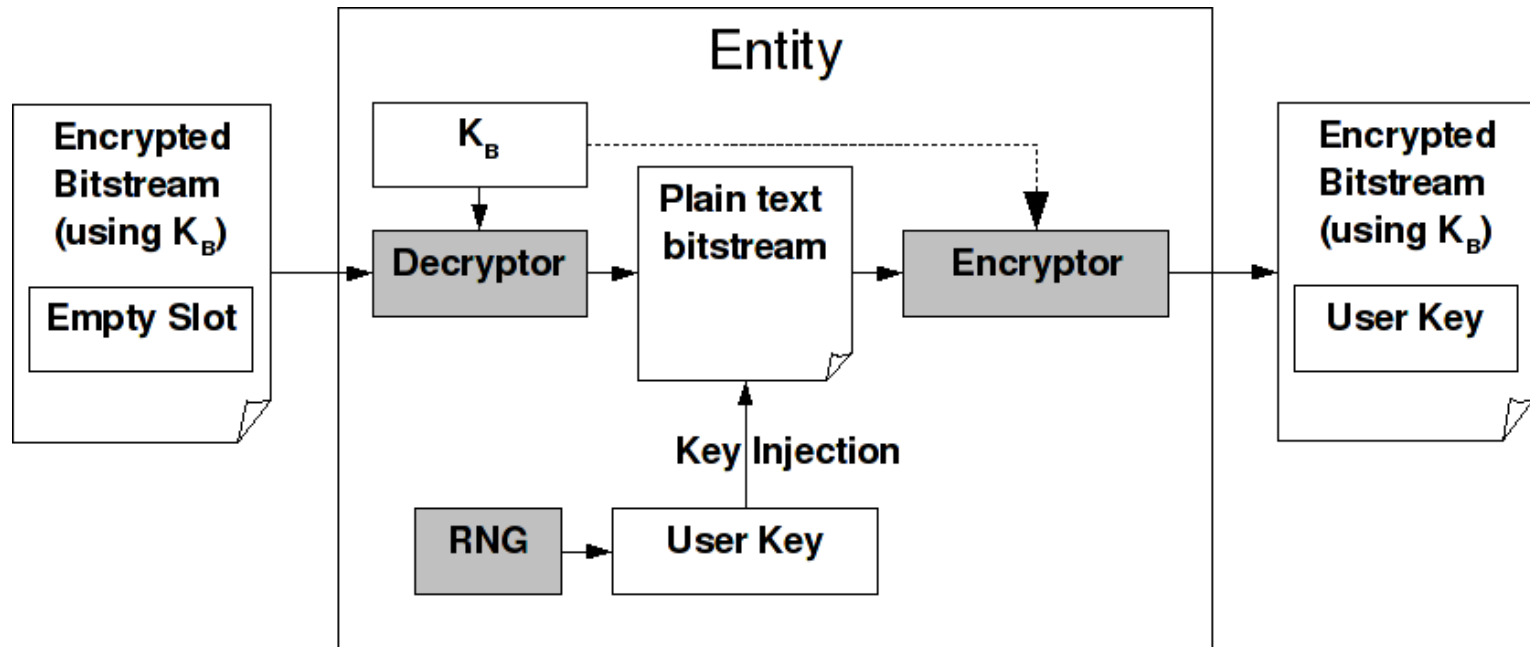 Entity
Encrypted
Bitstream
(using K_B)
Empty Slot
K_B
Decryptor
Plain text
bitstream
Encryptor
Key Injection
RNG
User Key
Encrypted
Bitstream
(using K_B)
User Key